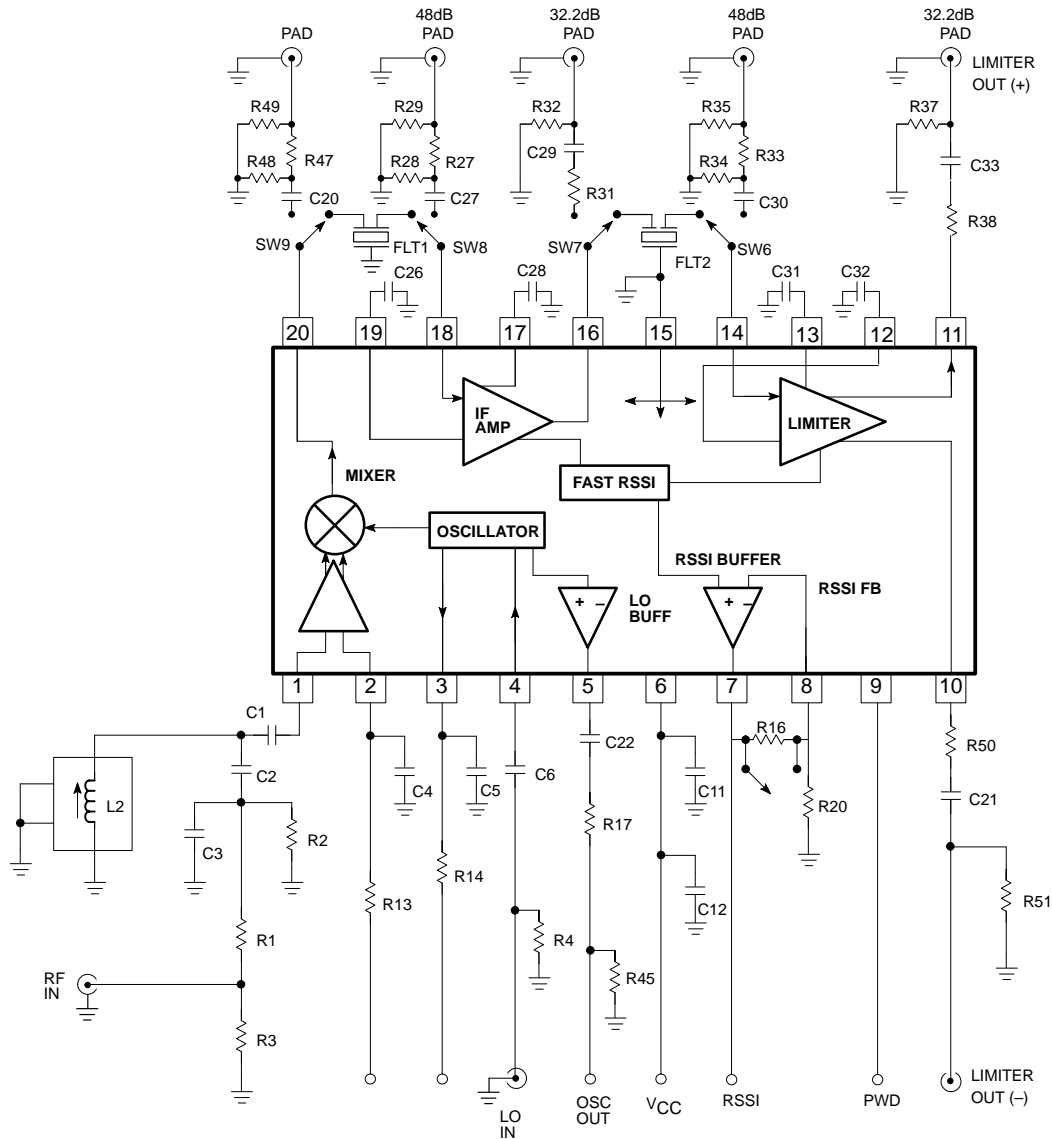 48dB
32.2dB
48dB
32.2dB
PAD
PAD
PAD
PAD
PAD
LIMITER
OUT (+)
R49
R29
R32
R35
R37
R48
R47
R28
R27
C29
R34
R33
C33
C20
C27
R31
C30
R38
SW9
FLT1
SW8
SW7
FLT2
SW6
C26
C28
C31
C32
20
19
18
17
16
15
14
13
12
11
IF
AMP
LIMITER
MIXER
FAST RSSI
OSCILLATOR
RSSI BUFFER
+ –
LO
BUFF
+ –
RSSI FB
1
2
3
4
5
6
7
8
9
10
C1
C2
L2
C3
R2
C4
C5
C6
C22
C11
R16
R50
C21
R17
R20
R13
R14
C12
R51
R1
R4
R45
RF
IN
R3
LO
IN
OSC
OUT
VCC
RSSI
PWD
LIMITER
OUT (–)